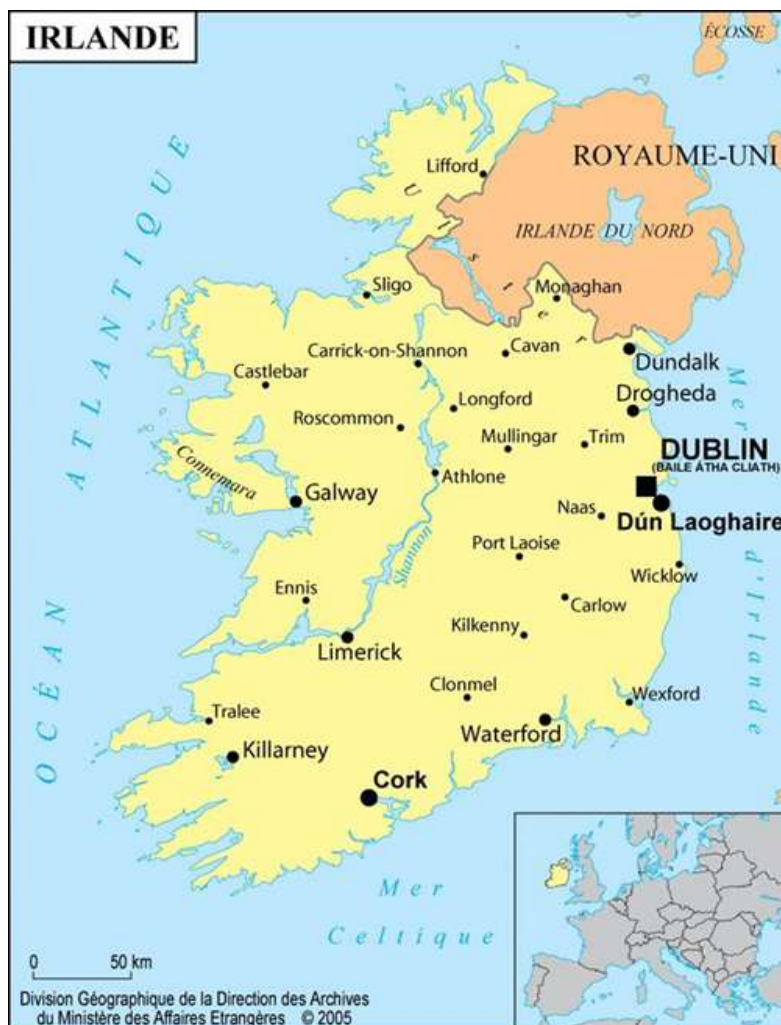 IRLANDE
ÉCOSSE
ROYAUME-UNI
IRLANDE DU NORD
Lifford
Ulster
OCÉAN ATLANTIQUE
Sligo
Monaghan
Carrick-on-Shannon
Cavan
Dundalk
Castlebar
Longford
Drogheda
Roscommon
Mullingar
Trim
DUBLIN
(BAILE ÁTHA CLIATH)
Connemara
Athlone
Galway
Naas
Dún Laoghaire
Mer d'Irlande
Shannon
Port Laoise
Wicklow
Ennis
Carlow
Kilkenny
Limerick
Clonmel
Wexford
Tralee
Waterford
Killarney
Cork
Mer
Celtique
0 50 km
Division Géographique de la Direction des Archives
du Ministère des Affaires Etrangères © 2005